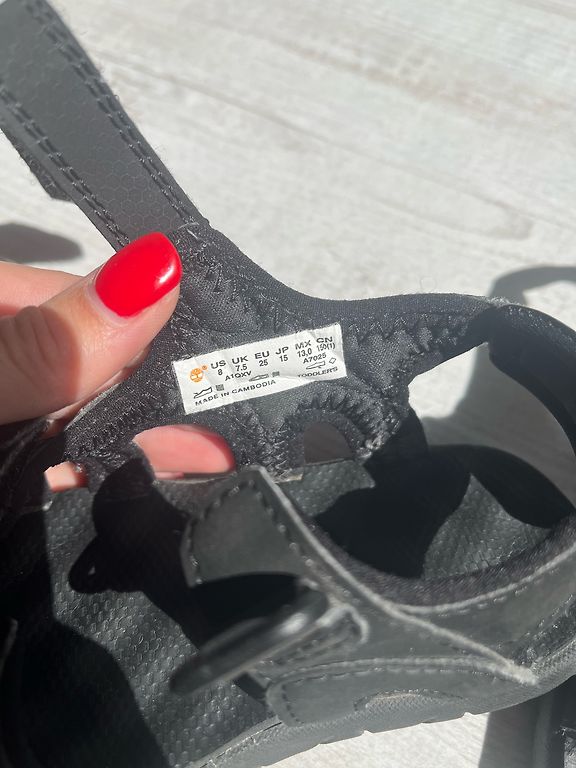 US UK EU JP MX CN
8 7.5 25 15 13,0 150(1)
A1QXV A7025
TODDLERS
MADE IN CAMBODIA